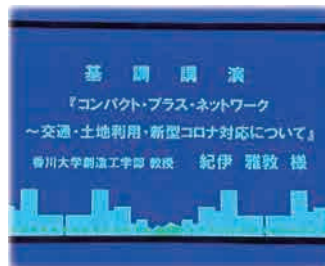 基調講演
『コンパクト・プラス・ネットワーク
～交通・土地利用・新型コロナ対応について』
香川大学創造工学部 教授 紀伊 雅敦 様